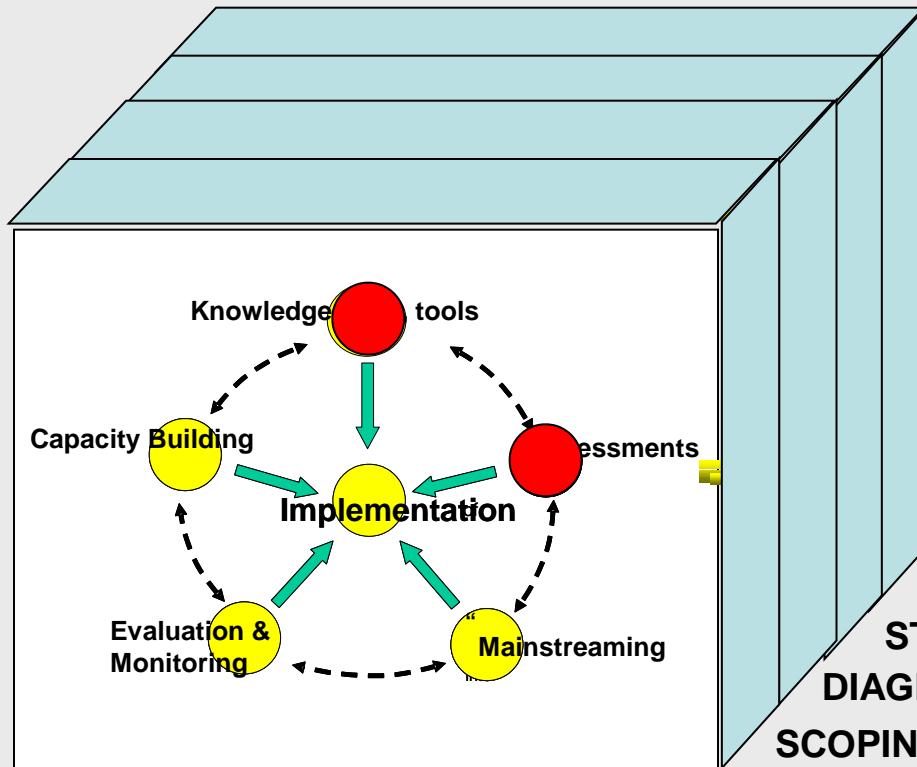 Knowledge tools
Capacity Building
essments
Implementation
Evaluation &
Monitoring
“
Mainstreaming
ST
DIAG
SCOPIN